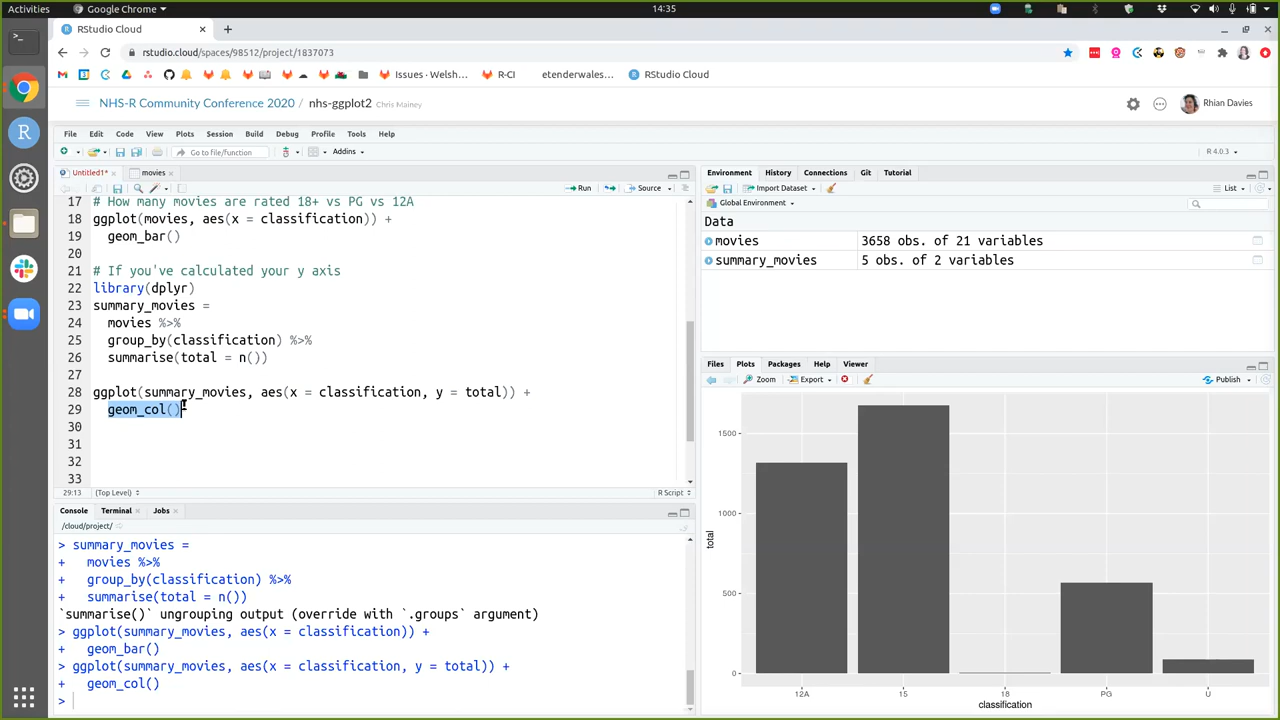 Activities Google Chrome 14:35
RStudio Cloud
rstudio.cloud/spaces/98512/project/1837073
Issues · Welsh... R-CI etenderwales... RStudio Cloud
NHS-R Community Conference 2020 / nhs-ggplot2 Chris Mainey Rhian Davies
File Edit Code View Plots Session Build Debug Profile Tools Help
Go to file/function Addins R 4.0.3
Untitled1* movies
Run Source
17 # How many movies are rated 18+ vs PG vs 12A
18 ggplot(movies, aes(x = classification)) +
19 geom_bar()
20
21 # If you've calculated your y axis
22 library(dplyr)
23 summary_movies =
24 movies %>%
25 group_by(classification) %>%
26 summarise(total = n())
27
28 ggplot(summary_movies, aes(x = classification, y = total)) +
29 geom_col()
30
31
32
33
29:13 (Top Level) R Script
Console Terminal Jobs
/cloud/project/
> summary_movies =
+ movies %>%
+ group_by(classification) %>%
+ summarise(total = n())
`summarise()` ungrouping output (override with `.groups` argument)
> ggplot(summary_movies, aes(x = classification)) +
+ geom_bar()
> ggplot(summary_movies, aes(x = classification, y = total)) +
+ geom_col()
>
Environment History Connections Git Tutorial
Import Dataset List
Global Environment
Data
movies 3658 obs. of 21 variables
summary_movies 5 obs. of 2 variables
Files Plots Packages Help Viewer
Zoom Export Publish
1500
1000
500
0
total
12A 15 18 PG U
classification